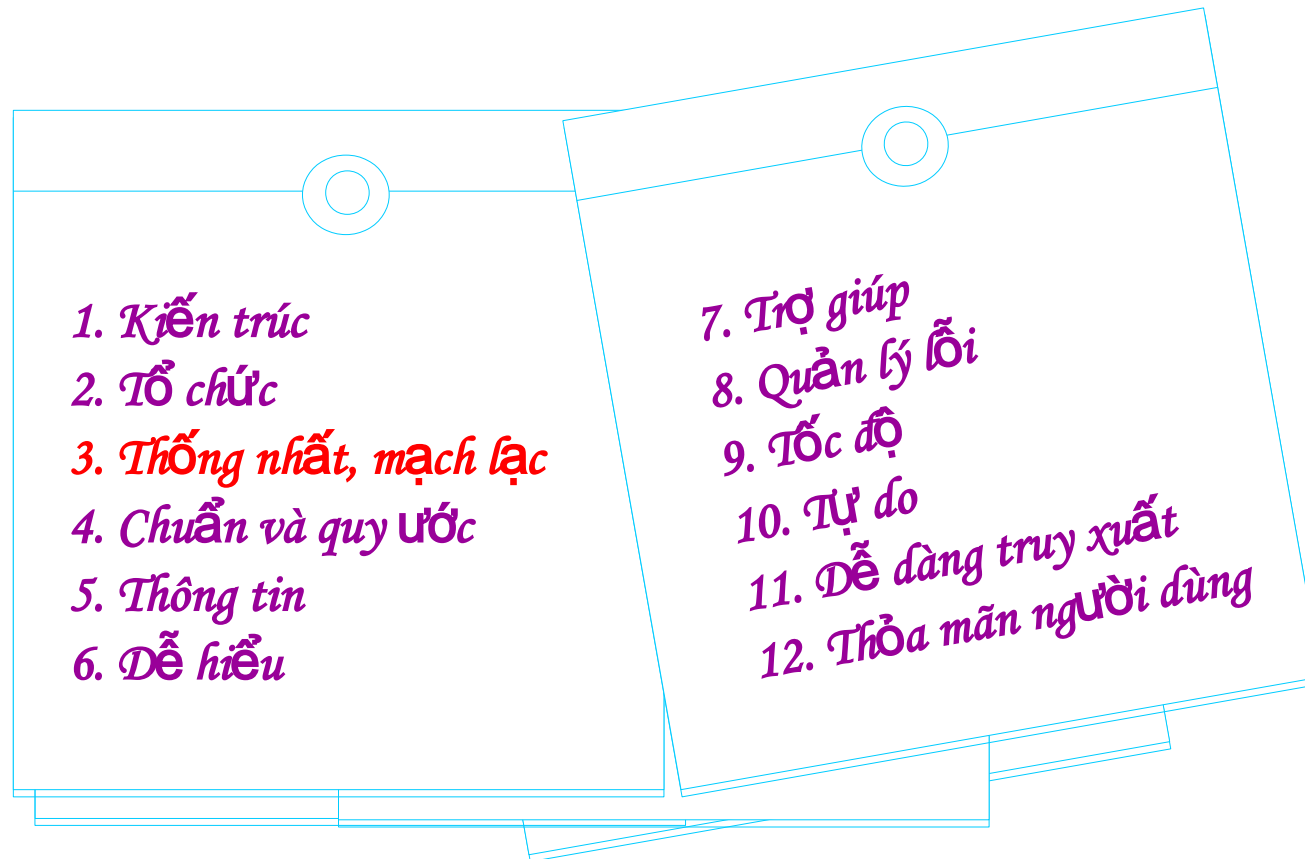 1. Kiến trúc
2. Tổ chức
3. Thống nhất, mạch lạc
4. Chuẩn và quy ước
5. Thông tin
6. Dễ hiểu
7. Trợ giúp
8. Quản lý lỗi
9. Tốc độ
10. Tự do
11. Dễ dàng truy xuất
12. Thỏa mãn người dùng